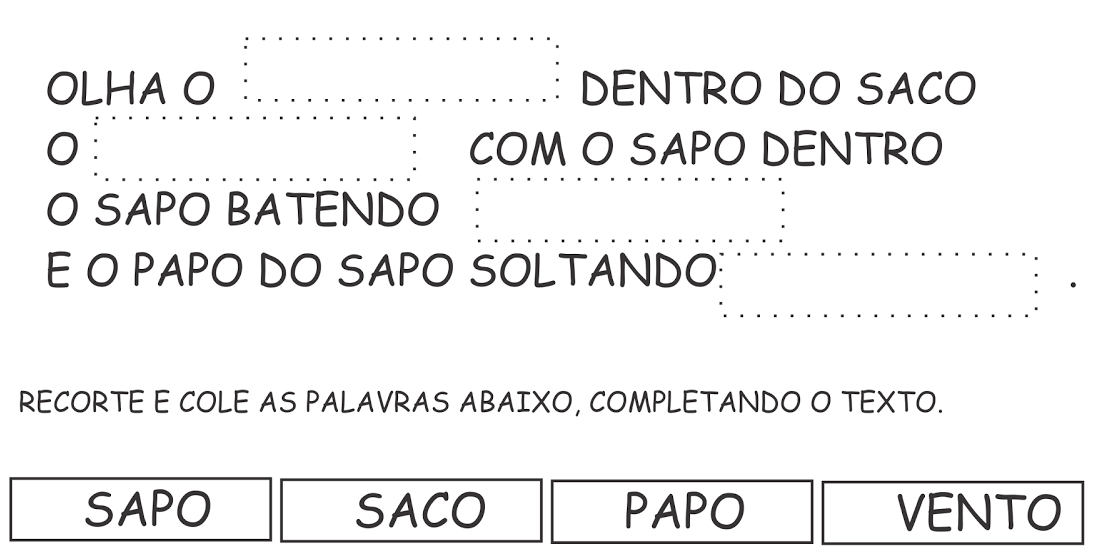 OLHA O DENTRO DO SACO
O COM O SAPO DENTRO
O SAPO BATENDO
E O PAPO DO SAPO SOLTANDO .
RECORTE E COLE AS PALAVRAS ABAIXO, COMPLETANDO O TEXTO.
SAPO SACO PAPO VENTO